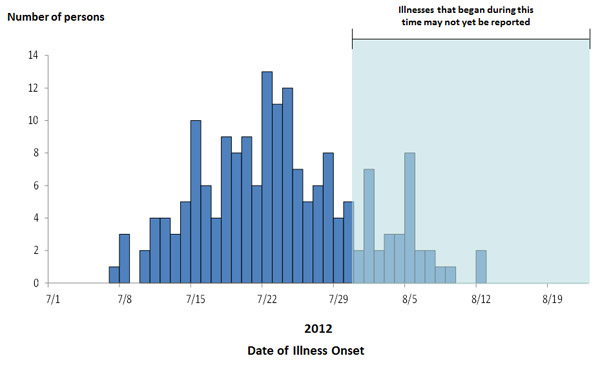 Illnesses that began during this
time may not yet be reported
Number of persons
14
12
10
8
6
4
2
0
7/1 7/8 7/15 7/22 7/29 8/5 8/12 8/19
2012
Date of Illness Onset